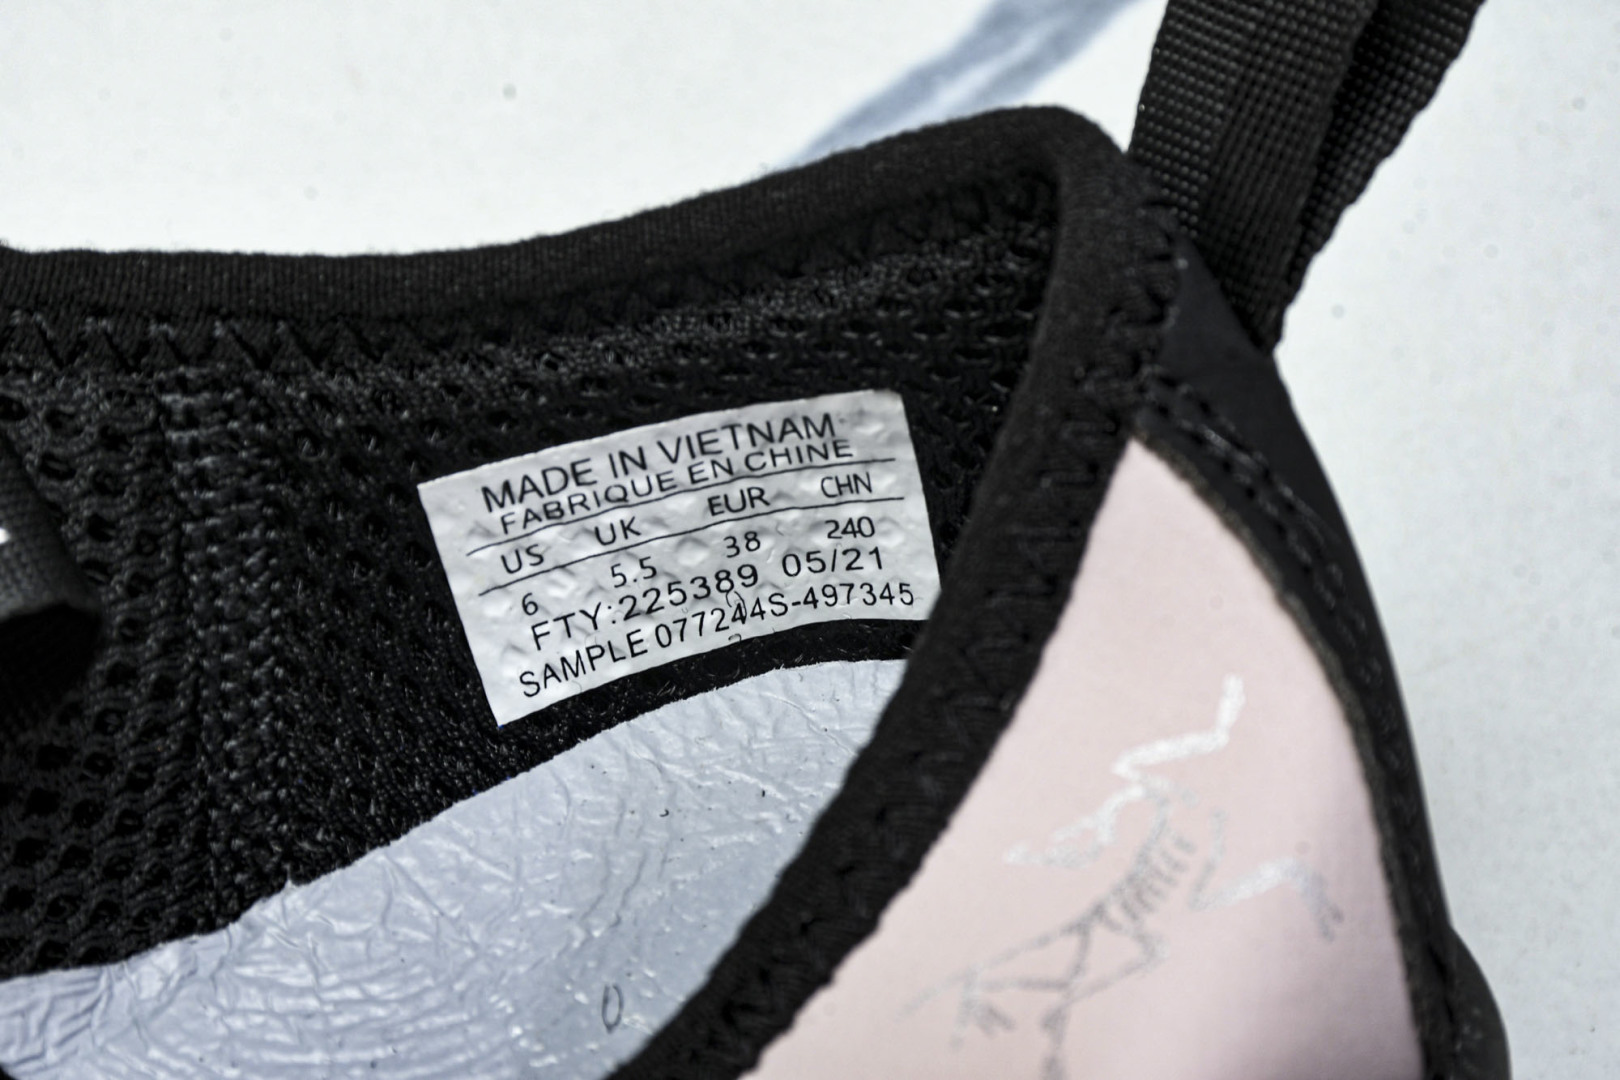 MADE IN VIETNAM
FABRIQUE EN CHINE
US UK EUR CHN
6 5.5 38 240
FTY:225389 05/21
SAMPLE 077244S-497345